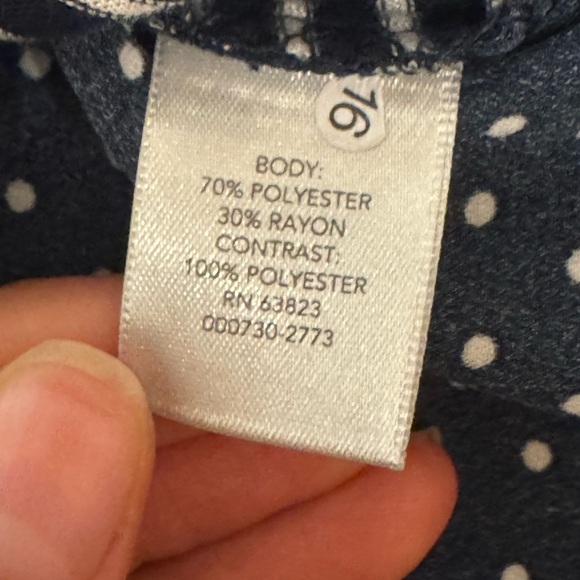 16
BODY:
70% POLYESTER
30% RAYON
CONTRAST:
100% POLYESTER
RN 63823
000730-2773